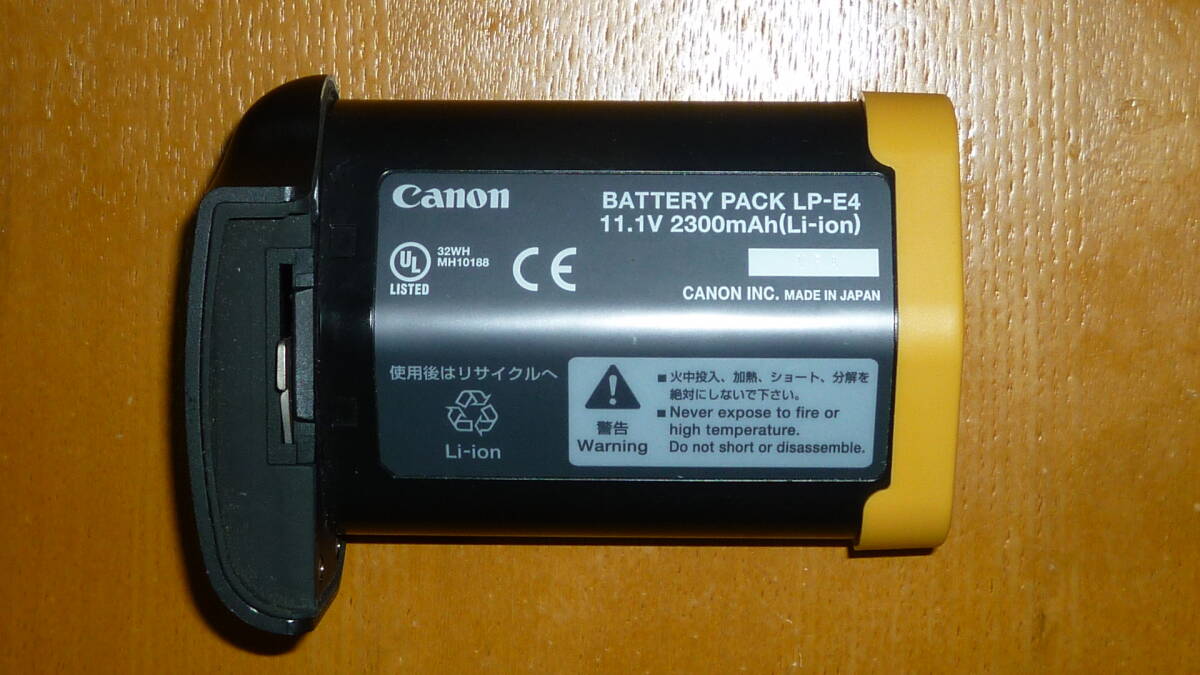 Canon
BATTERY PACK LP-E4
11.1V 2300mAh(Li-ion)
UL
LISTED
32WH
MH10188
CE
CANON INC. MADE IN JAPAN
使用後はリサイクルへ
Li-ion
警告
Warning
■火中投入、加熱、ショート、分解を
絶対にしないで下さい。
■Never expose to fire or
high temperature.
Do not short or disassemble.